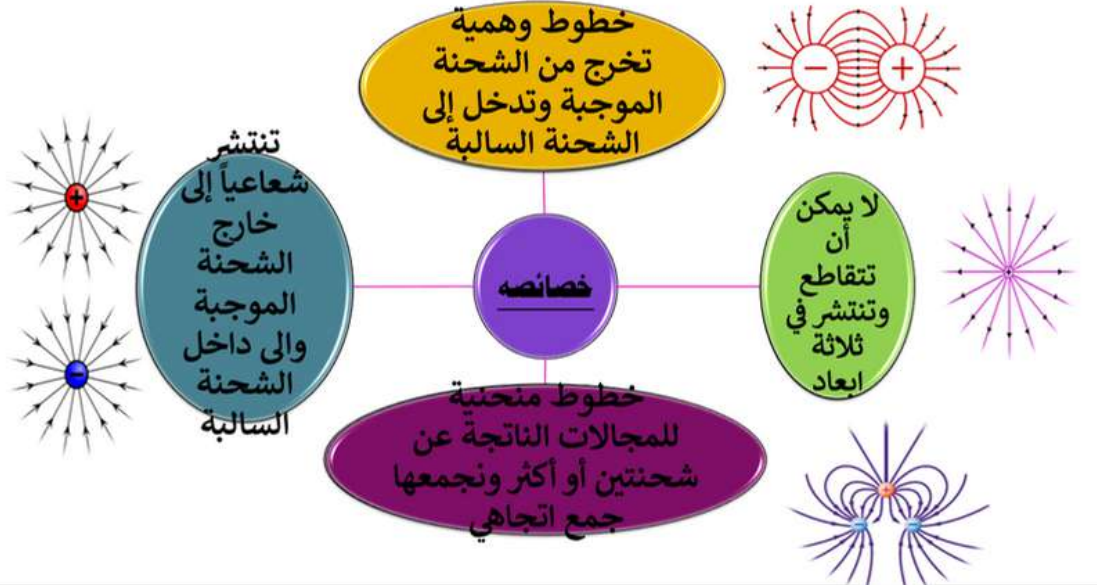 خطوط وهمية
تخرج من الشحنة
الموجبة وتدخل إلى
الشحنة السالبة
− +
لا يمكن
أن
تتقاطع
وتنتشر في
ثلاثة
ابعاد
+
خصائصه
تنتشر
شعاعياً إلى
خارج
الشحنة
الموجبة
والى داخل
الشحنة
السالبة
+
−
خطوط منحنية
للمجالات الناتجة عن
شحنتين أو أكثر ونجمعها
جمع اتجاهي
+
− −